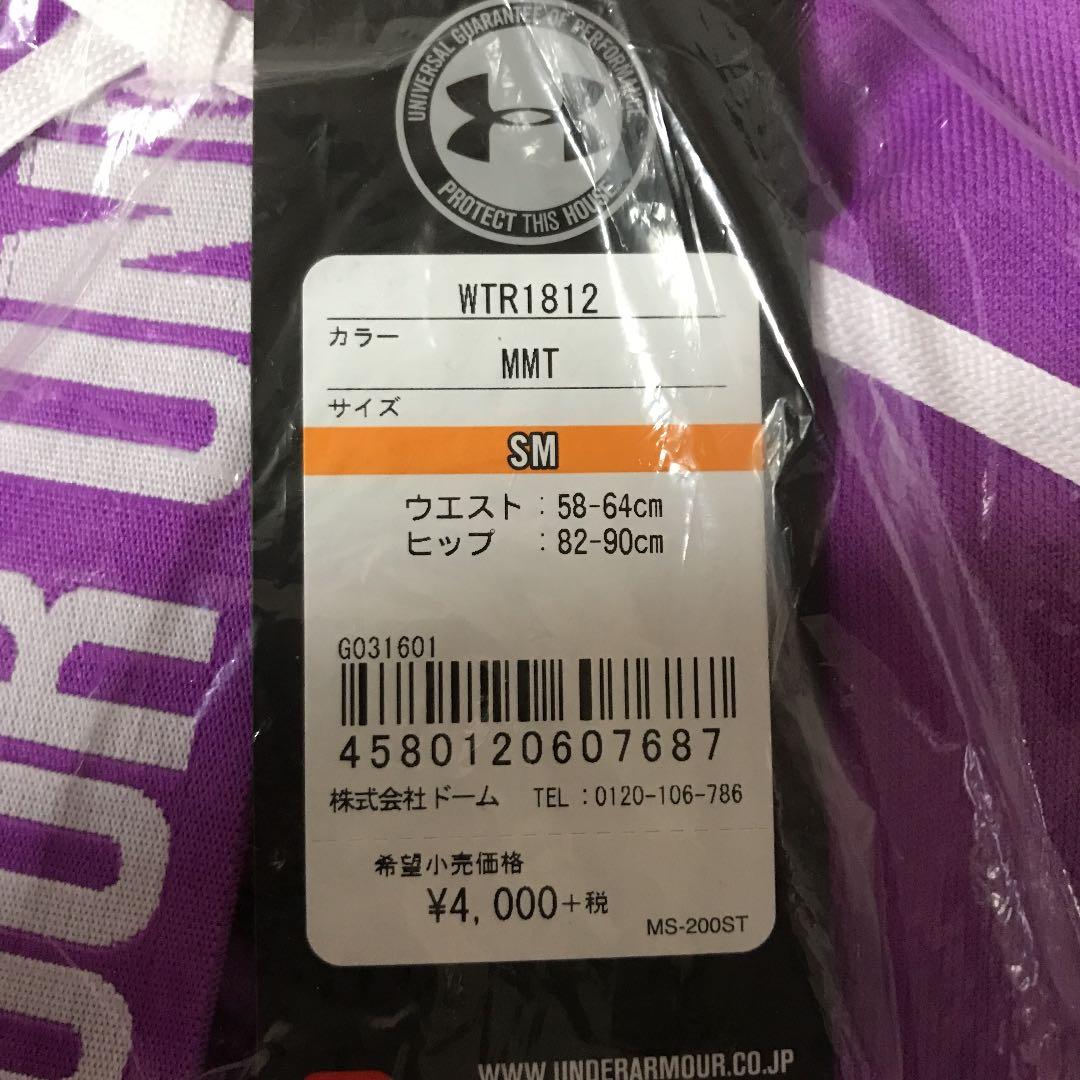 UNIVERSAL GUARANTEE OF PERFORMANCE
PROTECT THIS HOUSE
WTR1812
カラー
MMT
サイズ
SM
ウエスト : 58-64cm
ヒップ : 82-90cm
G031601
4580120607687
株式会社ドーム TEL : 0120-106-786
希望小売価格
¥4,000+税
MS-200ST
WWW.UNDERARMOUR.CO.JP